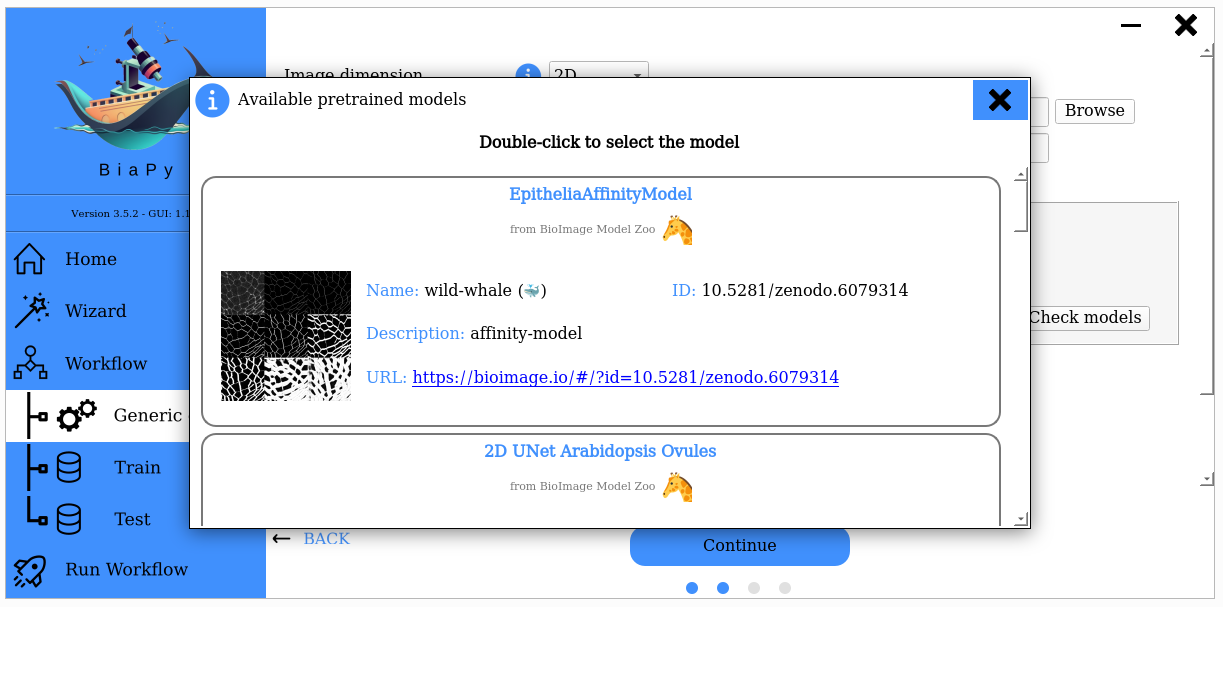 BiaPy
Version 3.5.2 - GUI: 1.1
Home
Wizard
Workflow
Generic
Train
Test
Run Workflow
Image dimension
2D
Browse
Check models
Available pretrained models
Double-click to select the model
EpitheliaAffinityModel
from BioImage Model Zoo
Name: wild-whale (🐳)
ID: 10.5281/zenodo.6079314
Description: affinity-model
URL: https://bioimage.io/#/?id=10.5281/zenodo.6079314
2D UNet Arabidopsis Ovules
from BioImage Model Zoo
BACK
Continue